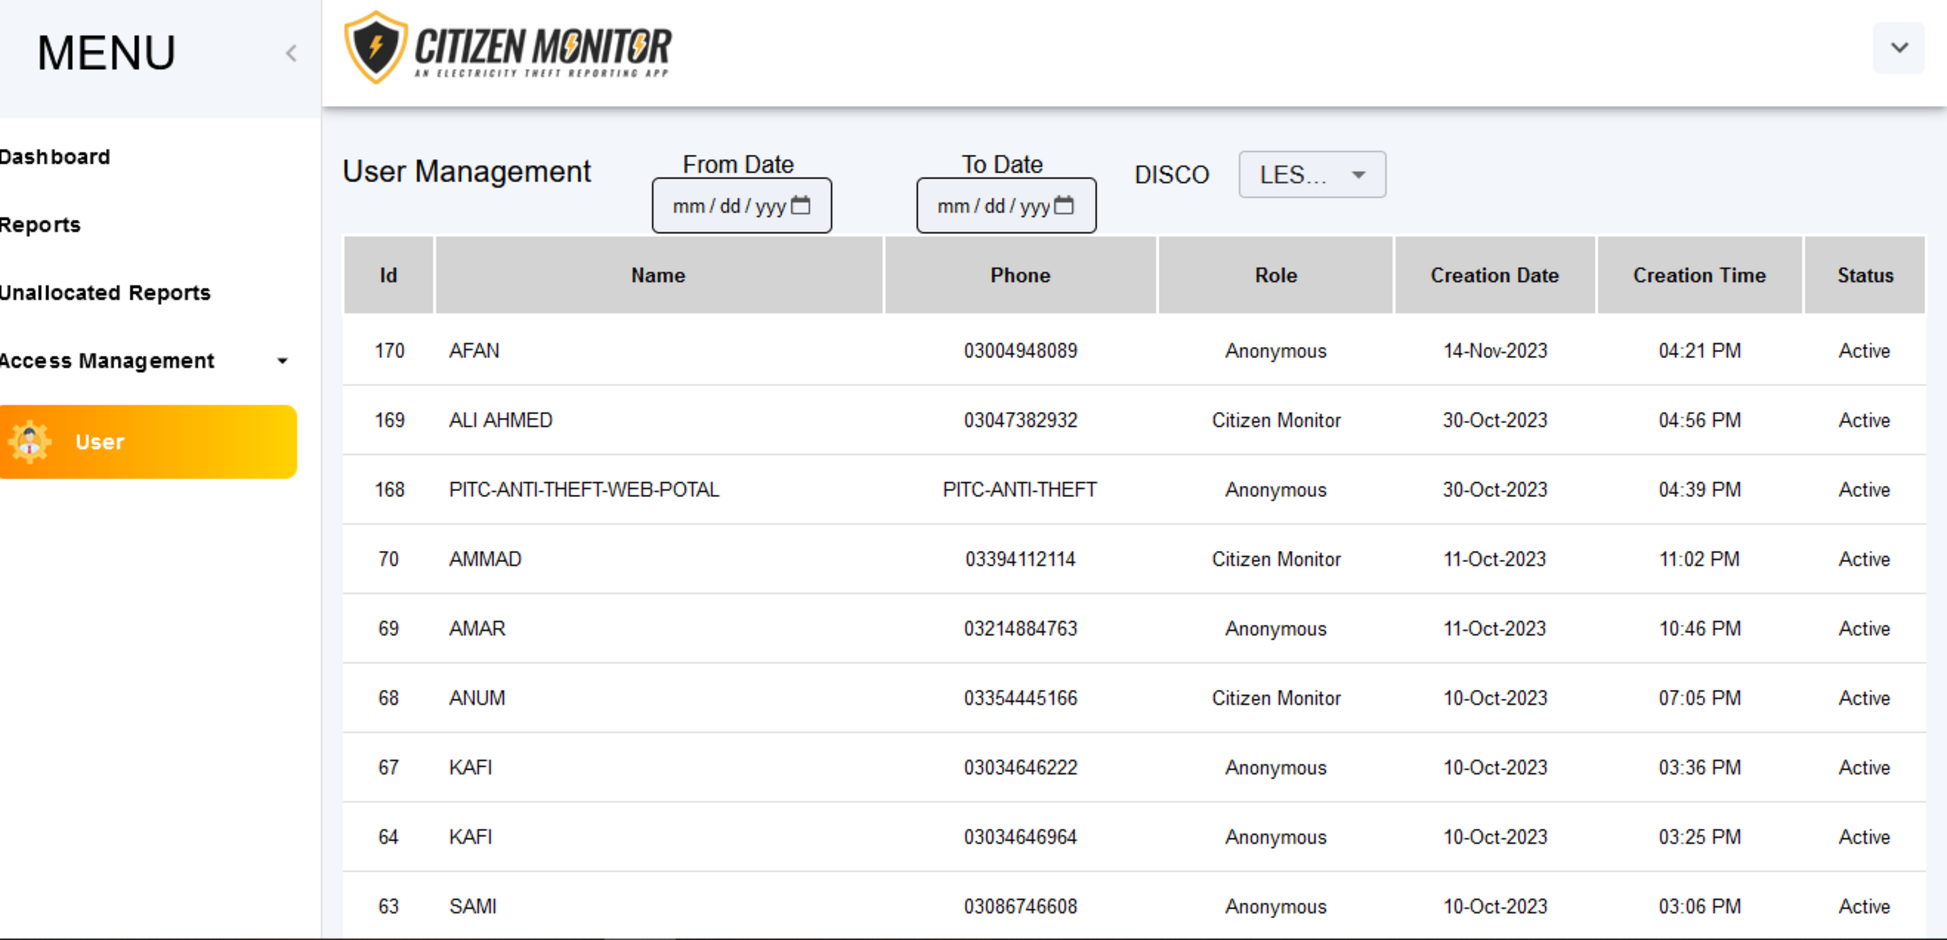 MENU
CITIZEN MONITOR
AN ELECTRICITY THEFT REPORTING APP
Dashboard
Reports
Unallocated Reports
Access Management
User
User Management
From Date
mm / dd / yyy
To Date
mm / dd / yyy
DISCO
LES...
Id Name Phone Role Creation Date Creation Time Status
170 AFAN 03004948089 Anonymous 14-Nov-2023 04:21 PM Active
169 ALI AHMED 03047382932 Citizen Monitor 30-Oct-2023 04:56 PM Active
168 PITC-ANTI-THEFT-WEB-POTAL PITC-ANTI-THEFT Anonymous 30-Oct-2023 04:39 PM Active
70 AMMAD 03394112114 Citizen Monitor 11-Oct-2023 11:02 PM Active
69 AMAR 03214884763 Anonymous 11-Oct-2023 10:46 PM Active
68 ANUM 03354445166 Citizen Monitor 10-Oct-2023 07:05 PM Active
67 KAFI 03034646222 Anonymous 10-Oct-2023 03:36 PM Active
64 KAFI 03034646964 Anonymous 10-Oct-2023 03:25 PM Active
63 SAMI 03086746608 Anonymous 10-Oct-2023 03:06 PM Active